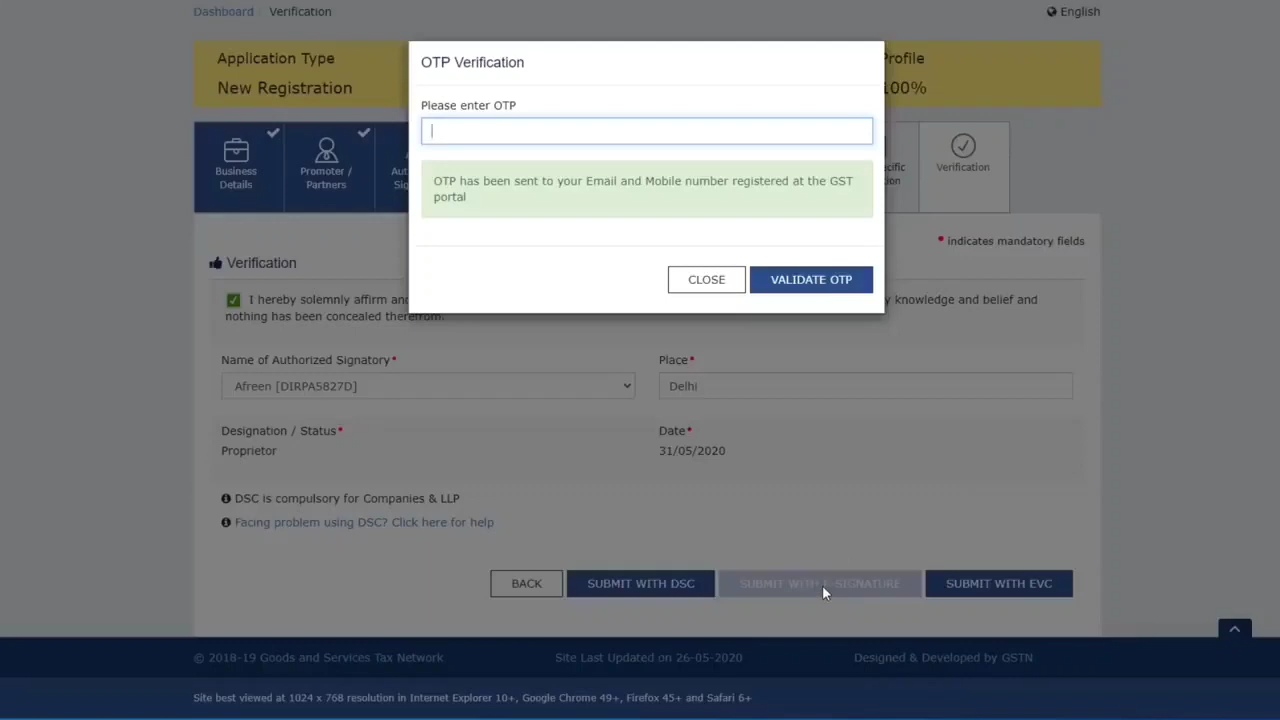 Dashboard Verification English
OTP Verification
Application Type
Profile
New Registration
100%
Please enter OTP
OTP has been sent to your Email and Mobile number registered at the GST
portal
CLOSE VALIDATE OTP
Business
Details
Promoter /
Partners
Verification
indicates mandatory fields
Verification
I hereby solemnly affirm and
knowledge and belief and
nothing has been concealed therefrom.
Name of Authorized Signatory*
Place*
Afreen [DIRPA5827D]
Delhi
Designation / Status*
Date*
Proprietor
31/05/2020
DSC is compulsory for Companies & LLP
Facing problem using DSC? Click here for help
BACK SUBMIT WITH DSC SUBMIT WITH E-SIGNATURE SUBMIT WITH EVC
© 2018-19 Goods and Services Tax Network Site Last Updated on 26-05-2020 Designed & Developed by GSTN
Site best viewed at 1024 x 768 resolution in Internet Explorer 10+, Google Chrome 49+, Firefox 45+ and Safari 6+